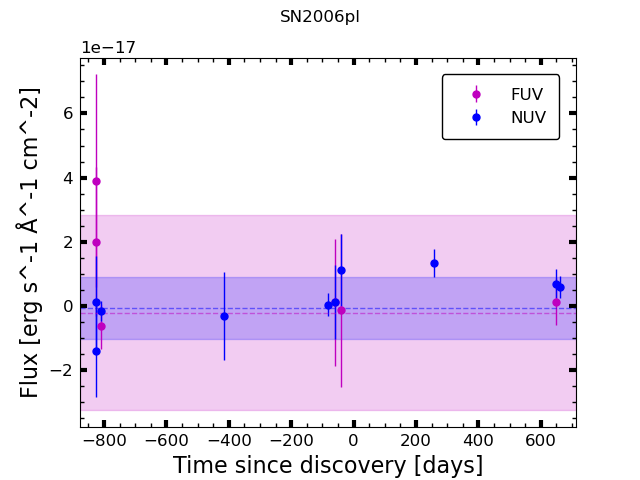 SN2006pl
1e−17
FUV
NUV
6
4
2
0
−2
−800 −600 −400 −200 0 200 400 600
Flux [erg s^-1 Å^-1 cm^-2]
Time since discovery [days]